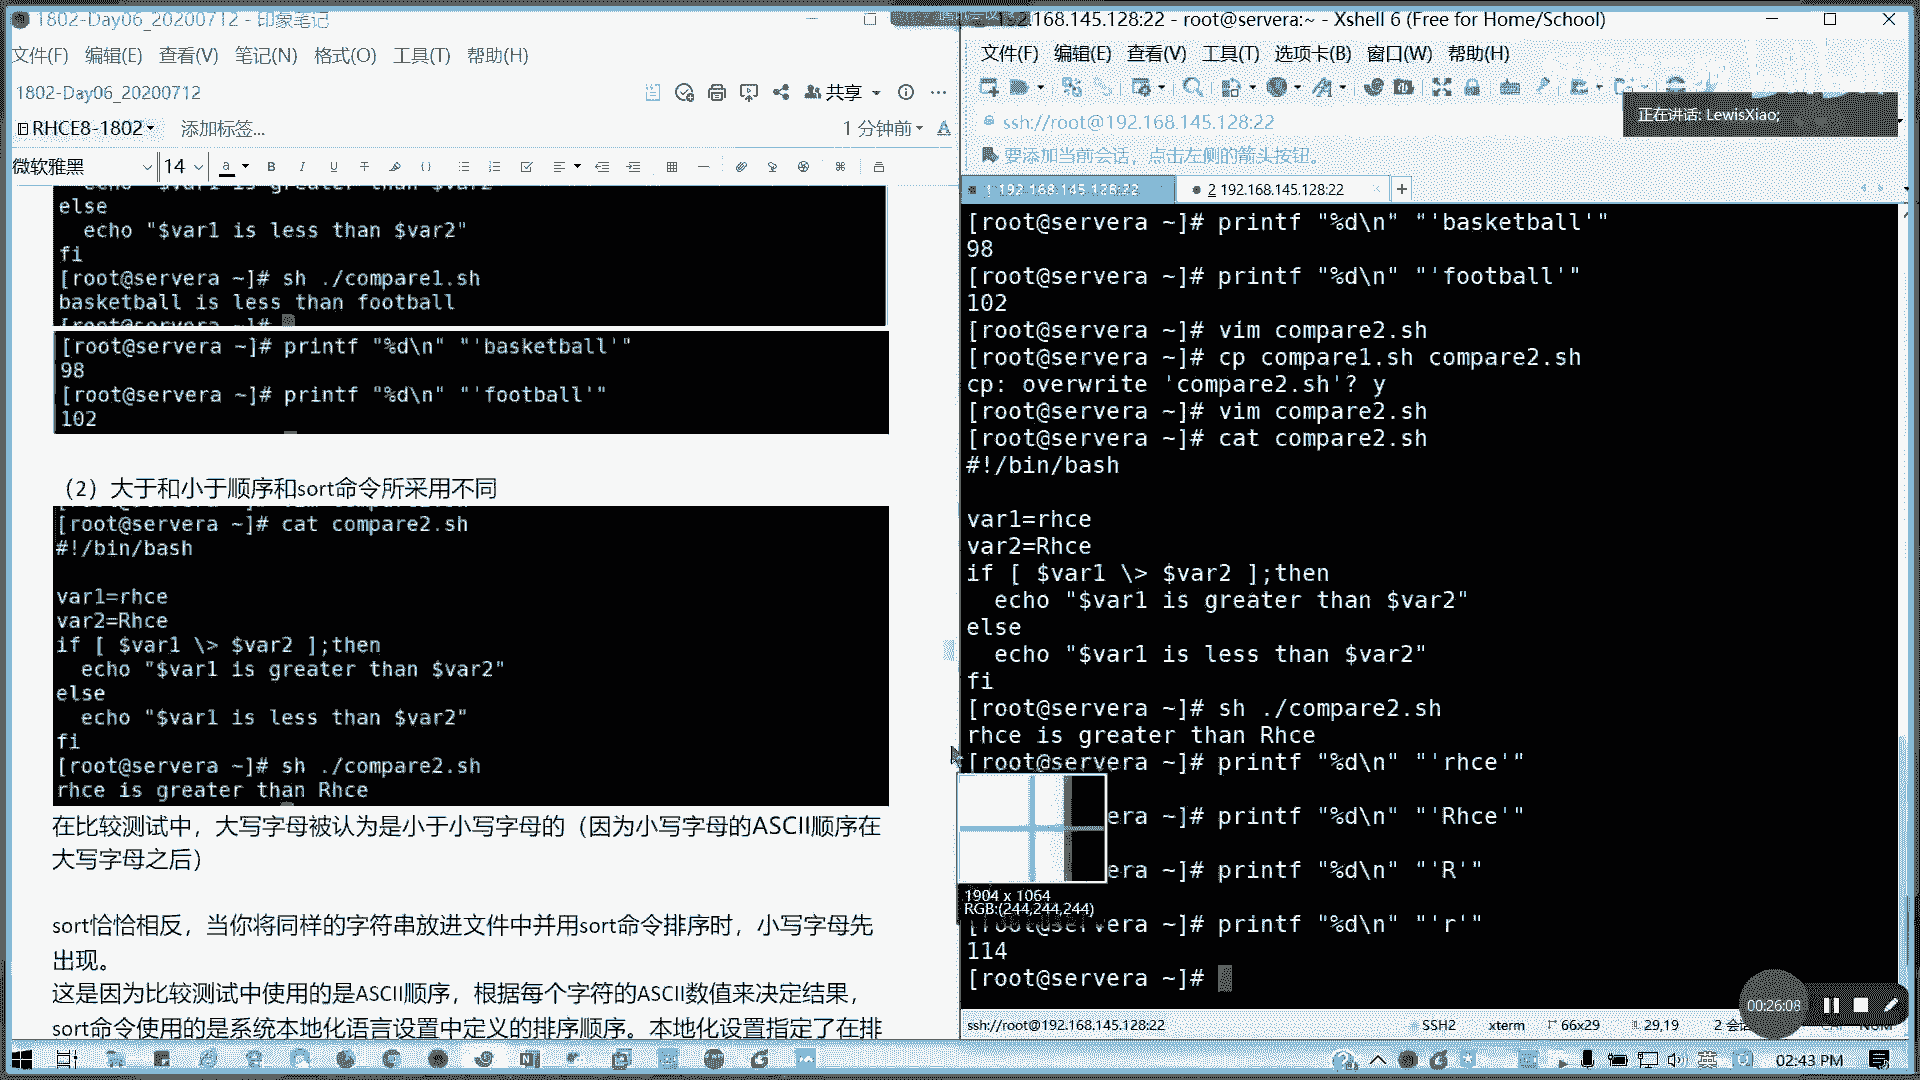 1802-Day06_20200712 - 印象笔记
文件(F) 编辑(E) 查看(V) 笔记(N) 格式(O) 工具(T) 帮助(H)
1802-Day06_20200712
共享
RHCE8-1802
添加标签...
1 分钟前
微软雅黑
14
else
  echo "$var1 is less than $var2"
fi
[root@servera ~]# sh ./compare1.sh
basketball is less than football
[root@servera ~]#
[root@servera ~]# printf "%d\n" "'basketball'"
98
[root@servera ~]# printf "%d\n" "'football'"
102
（2）大于和小于顺序和sort命令所采用不同
[root@servera ~]# cat compare2.sh
#!/bin/bash
var1=rhce
var2=Rhce
if [ $var1 \> $var2 ];then
  echo "$var1 is greater than $var2"
else
  echo "$var1 is less than $var2"
fi
[root@servera ~]# sh ./compare2.sh
rhce is greater than Rhce
在比较测试中，大写字母被认为是小于小写字母的（因为小写字母的ASCII顺序在
大写字母之后）
sort恰恰相反，当你将同样的字符串放进文件中并用sort命令排序时，小写字母先
出现。
这是因为比较测试中使用的是ASCII顺序，根据每个字符的ASCII数值来决定结果，
sort命令使用的是系统本地化语言设置中定义的排序顺序。本地化设置指定了在排
192.168.145.128:22 - root@servera:~ - Xshell 6 (Free for Home/School)
文件(F) 编辑(E) 查看(V) 工具(T) 选项卡(B) 窗口(W) 帮助(H)
正在讲话: LewisXiao;
ssh://root@192.168.145.128:22
要添加当前会话，点击左侧的箭头按钮。
1 192.168.145.128:22
2 192.168.145.128:22
[root@servera ~]# printf "%d\n" "'basketball'"
98
[root@servera ~]# printf "%d\n" "'football'"
102
[root@servera ~]# vim compare2.sh
[root@servera ~]# cp compare1.sh compare2.sh
cp: overwrite 'compare2.sh'? y
[root@servera ~]# vim compare2.sh
[root@servera ~]# cat compare2.sh
#!/bin/bash
var1=rhce
var2=Rhce
if [ $var1 \> $var2 ];then
  echo "$var1 is greater than $var2"
else
  echo "$var1 is less than $var2"
fi
[root@servera ~]# sh ./compare2.sh
rhce is greater than Rhce
[root@servera ~]# printf "%d\n" "'rhce'"
era ~]# printf "%d\n" "'Rhce'"
era ~]# printf "%d\n" "'R'"
1904 x 1064
RGB:(244,244,244)
[root@servera ~]# printf "%d\n" "'r'"
114
[root@servera ~]#
00:26:08
ssh://root@192.168.145.128:22
SSH2
xterm
66x29
29,19
2 会
NUM
英
02:43 PM